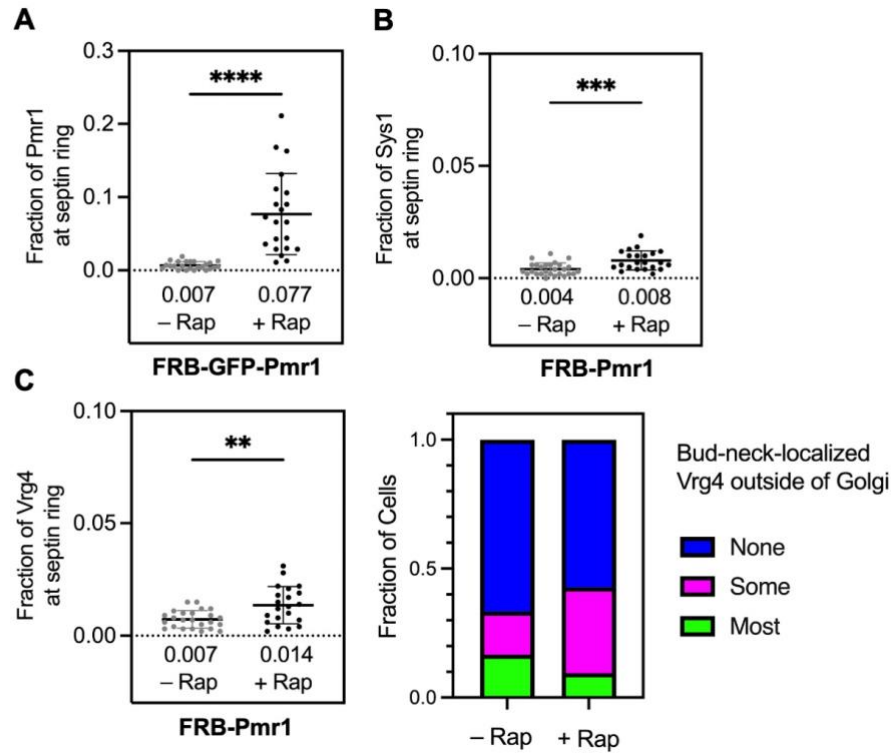 A
Fraction of Pmr1
at septin ring
0.3
0.2
0.1
0.0
****
0.007
0.077
– Rap
+ Rap
FRB-GFP-Pmr1
B
Fraction of Sys1
at septin ring
0.10
0.05
0.00
***
0.004
0.008
– Rap
+ Rap
FRB-Pmr1
C
Fraction of Vrg4
at septin ring
0.10
0.05
0.00
**
0.007
0.014
– Rap
+ Rap
FRB-Pmr1
Fraction of Cells
1.0
0.5
0.0
– Rap
+ Rap
Bud-neck-localized
Vrg4 outside of Golgi
None
Some
Most